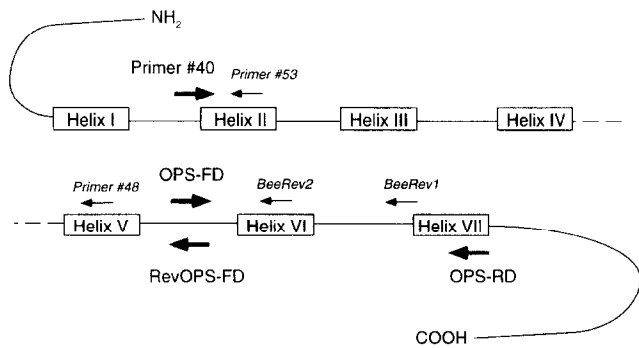 NH2
Primer #40
Primer #53
Helix I Helix II Helix III Helix IV
OPS-FD
Primer #48 BeeRev2 BeeRev1
Helix V Helix VI Helix VII
RevOPS-FD OPS-RD
COOH